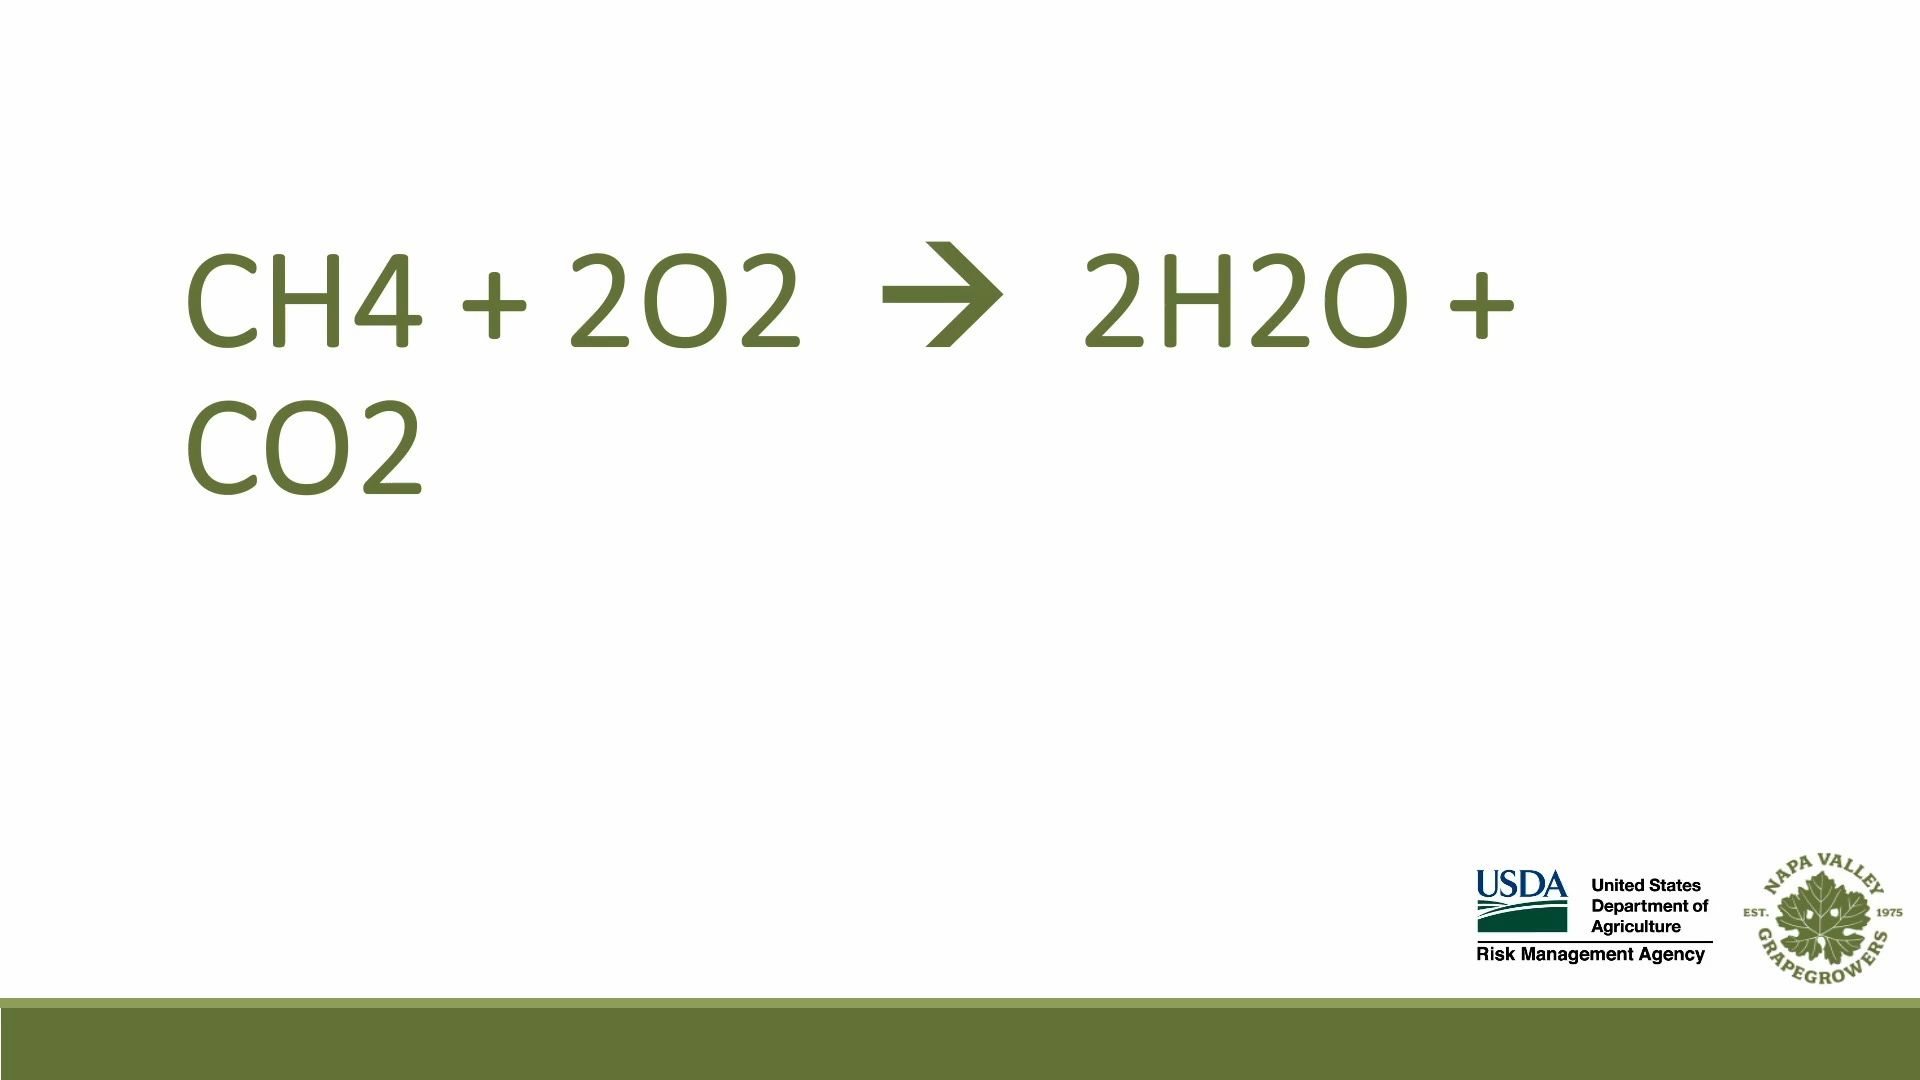 CH4 + 2O2 → 2H2O +
CO2
USDA
United States
Department of
Agriculture
Risk Management Agency
NAPA VALLEY
EST. 1975
GRAPEGROWERS